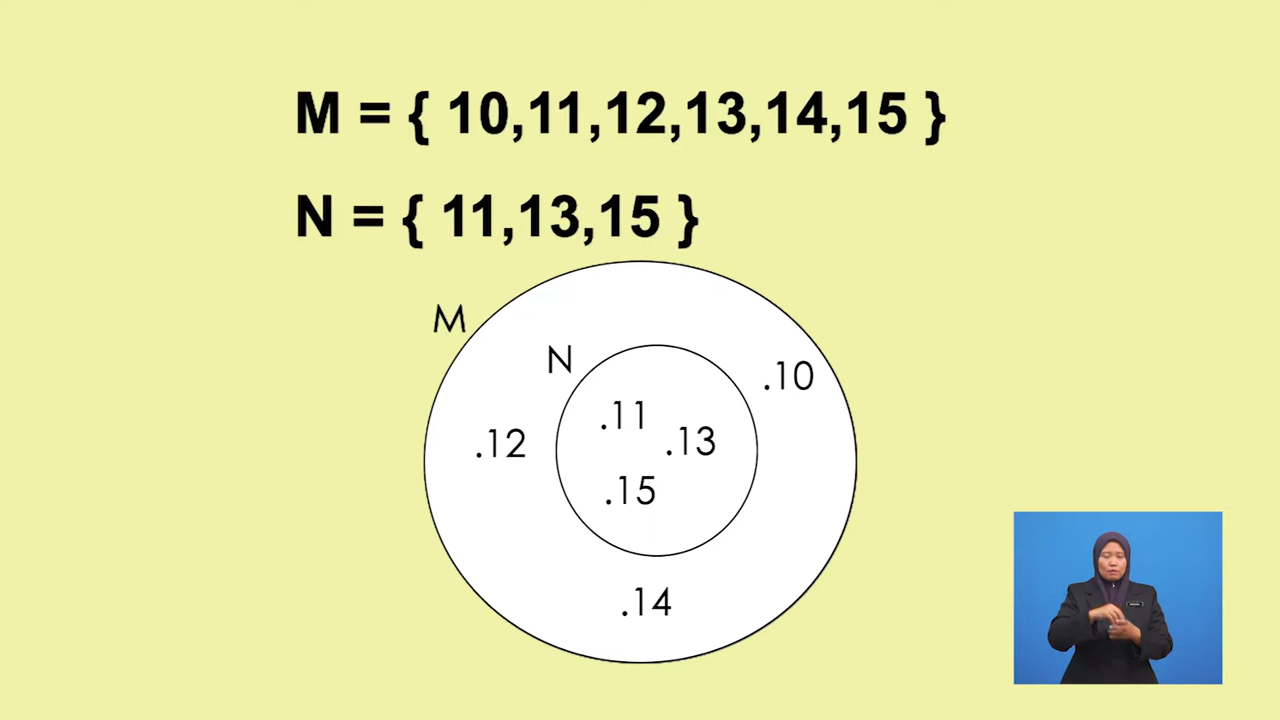 M = { 10,11,12,13,14,15 }
N = { 11,13,15 }
M
N
.10
.11
.12
.13
.15
.14